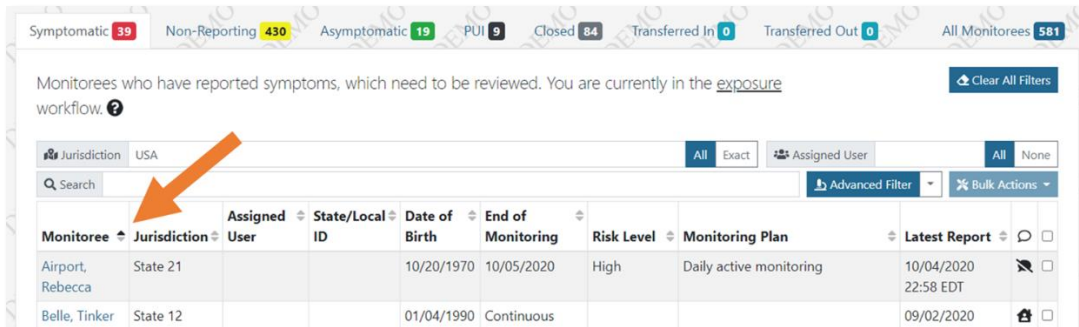 Symptomatic 39 Non-Reporting 430 Asymptomatic 19 PUI 9 Closed 84 Transferred In 0 Transferred Out 0 All Monitorees 581
Monitorees who have reported symptoms, which need to be reviewed. You are currently in the exposure
workflow.
Clear All Filters
Jurisdiction USA All Exact Assigned User All None
Search Advanced Filter Bulk Actions
Monitoree Jurisdiction Assigned User State/Local ID Date of Birth End of Monitoring Risk Level Monitoring Plan Latest Report
Airport, Rebecca State 21 10/20/1970 10/05/2020 High Daily active monitoring 10/04/2020 22:58 EDT
Belle, Tinker State 12 01/04/1990 Continuous 09/02/2020